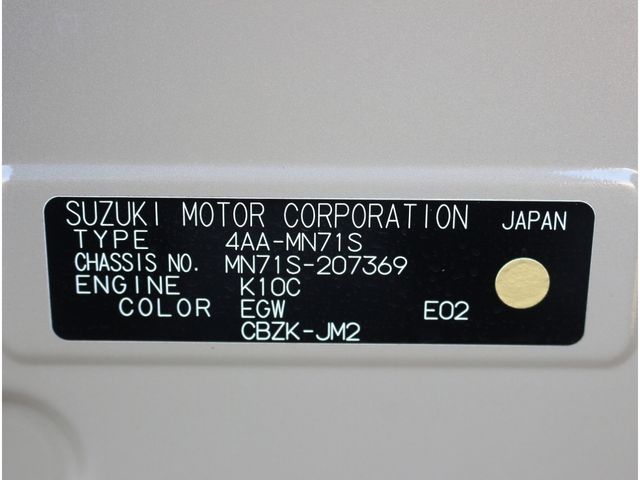 SUZUKI MOTOR CORPORATION JAPAN
TYPE 4AA-MN71S
CHASSIS NO. MN71S-207369
ENGINE K10C
COLOR EGW E02
CBZK-JM2